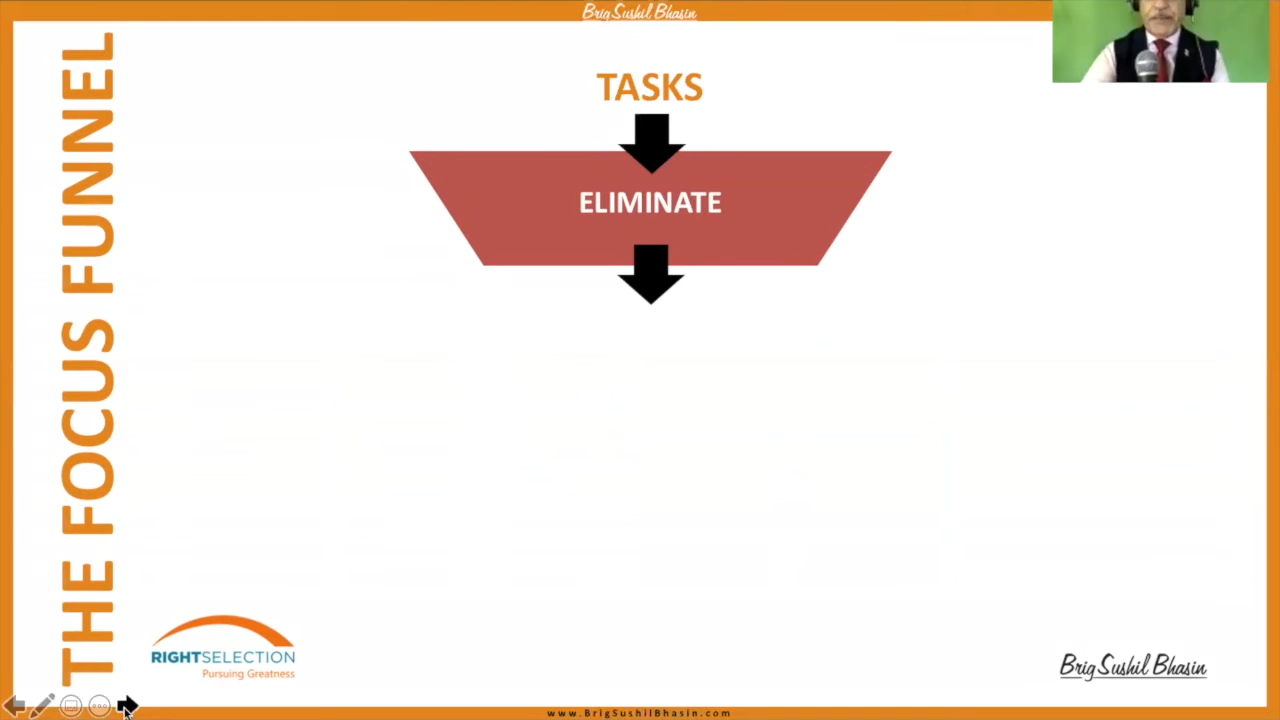 Brig Sushil Bhasin
THE FOCUS FUNNEL
TASKS
ELIMINATE
RIGHTSELECTION
Pursuing Greatness
Brig Sushil Bhasin
www.BrigSushilBhasin.com